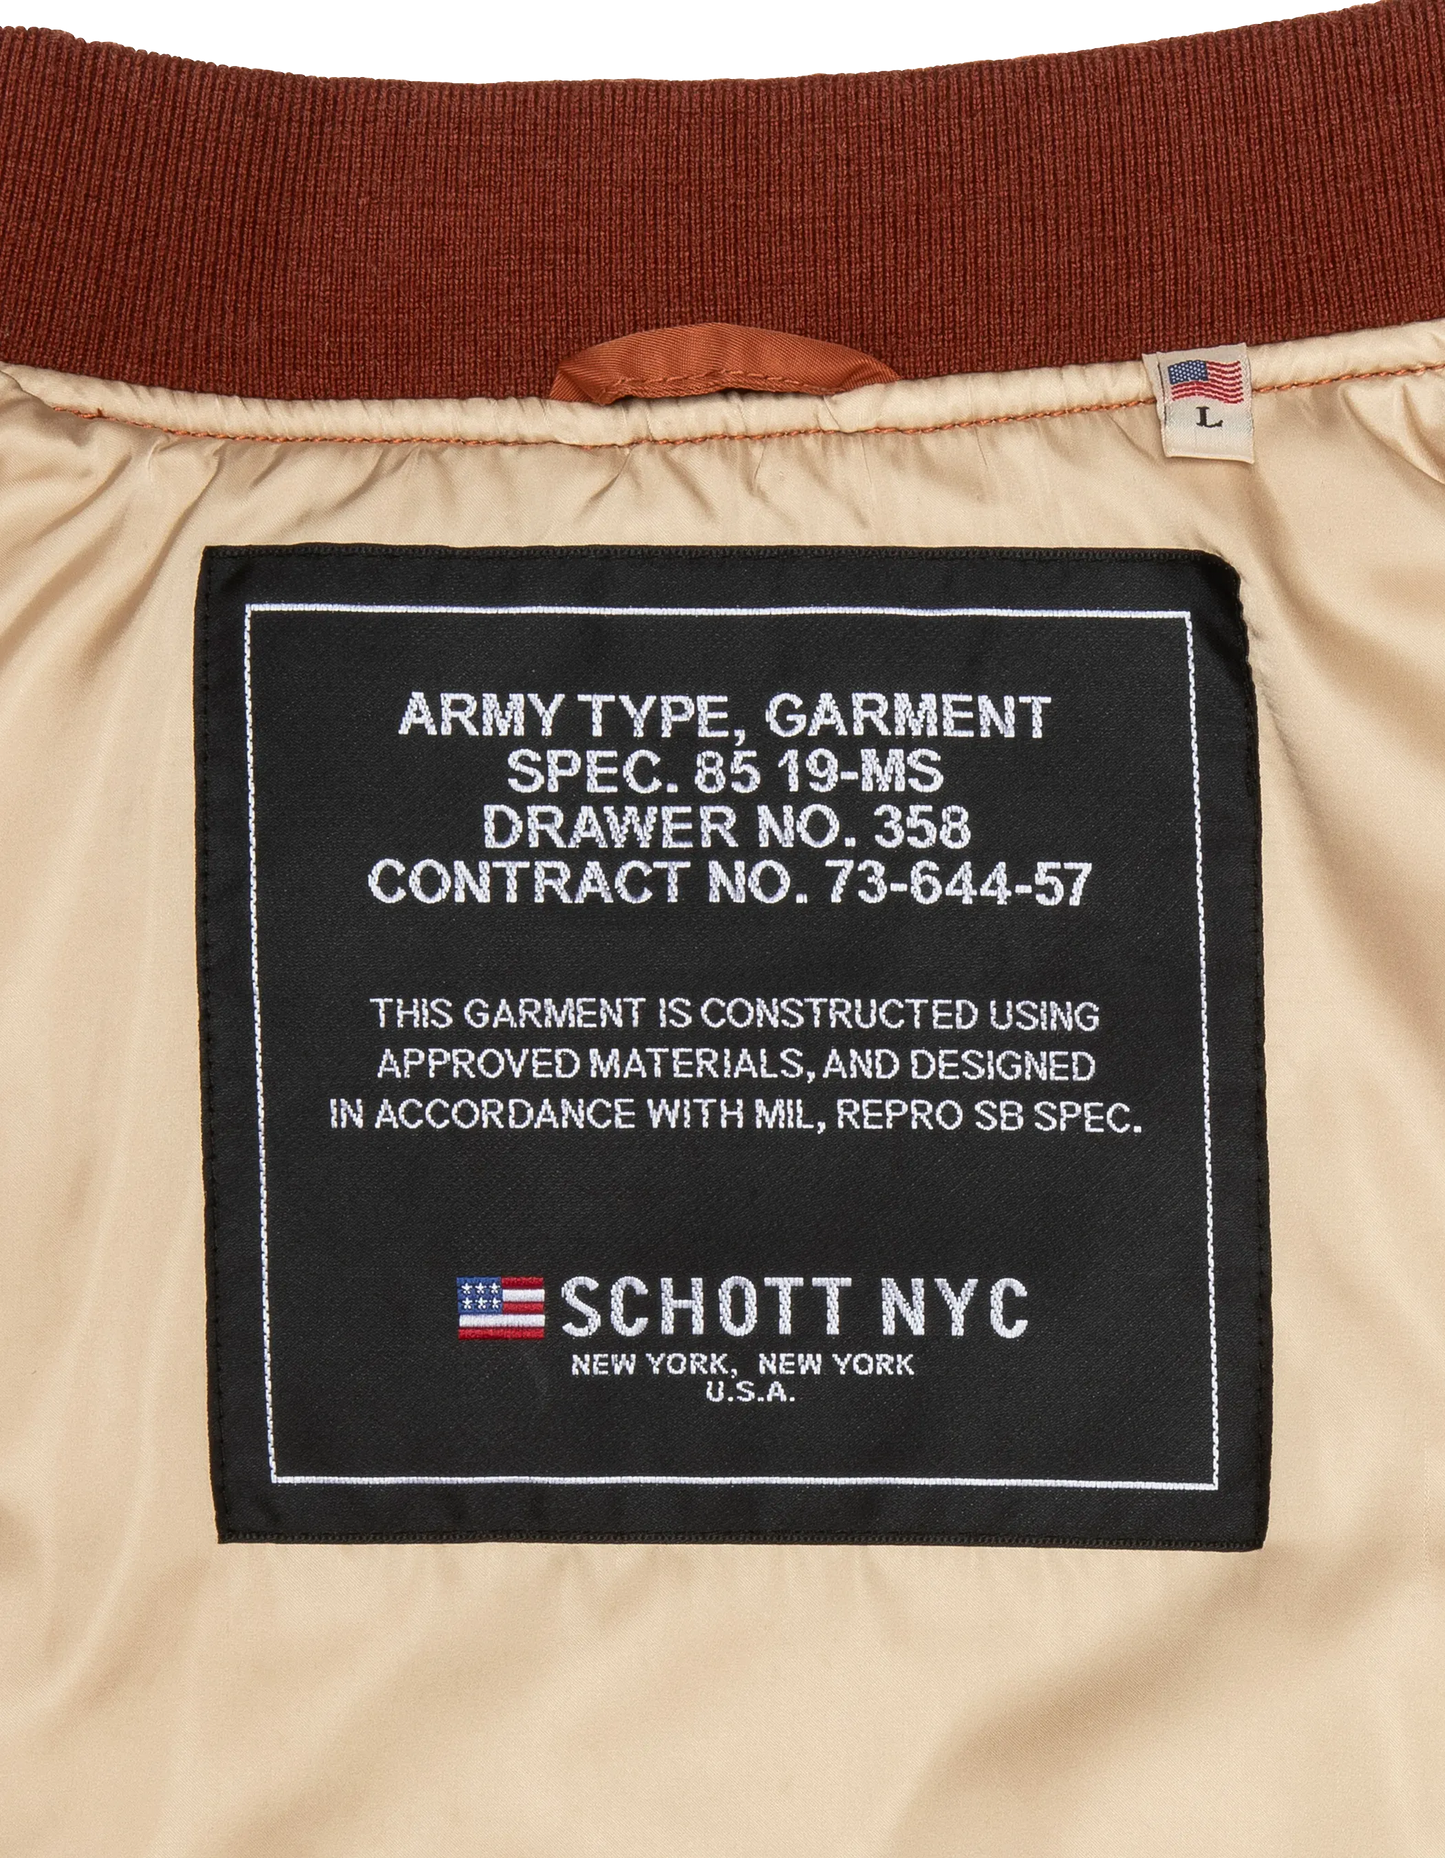 L
ARMY TYPE, GARMENT
SPEC. 85 19-MS
DRAWER NO. 358
CONTRACT NO. 73-644-57
THIS GARMENT IS CONSTRUCTED USING
APPROVED MATERIALS, AND DESIGNED
IN ACCORDANCE WITH MIL, REPRO SB SPEC.
SCHOTT NYC
NEW YORK, NEW YORK
U.S.A.